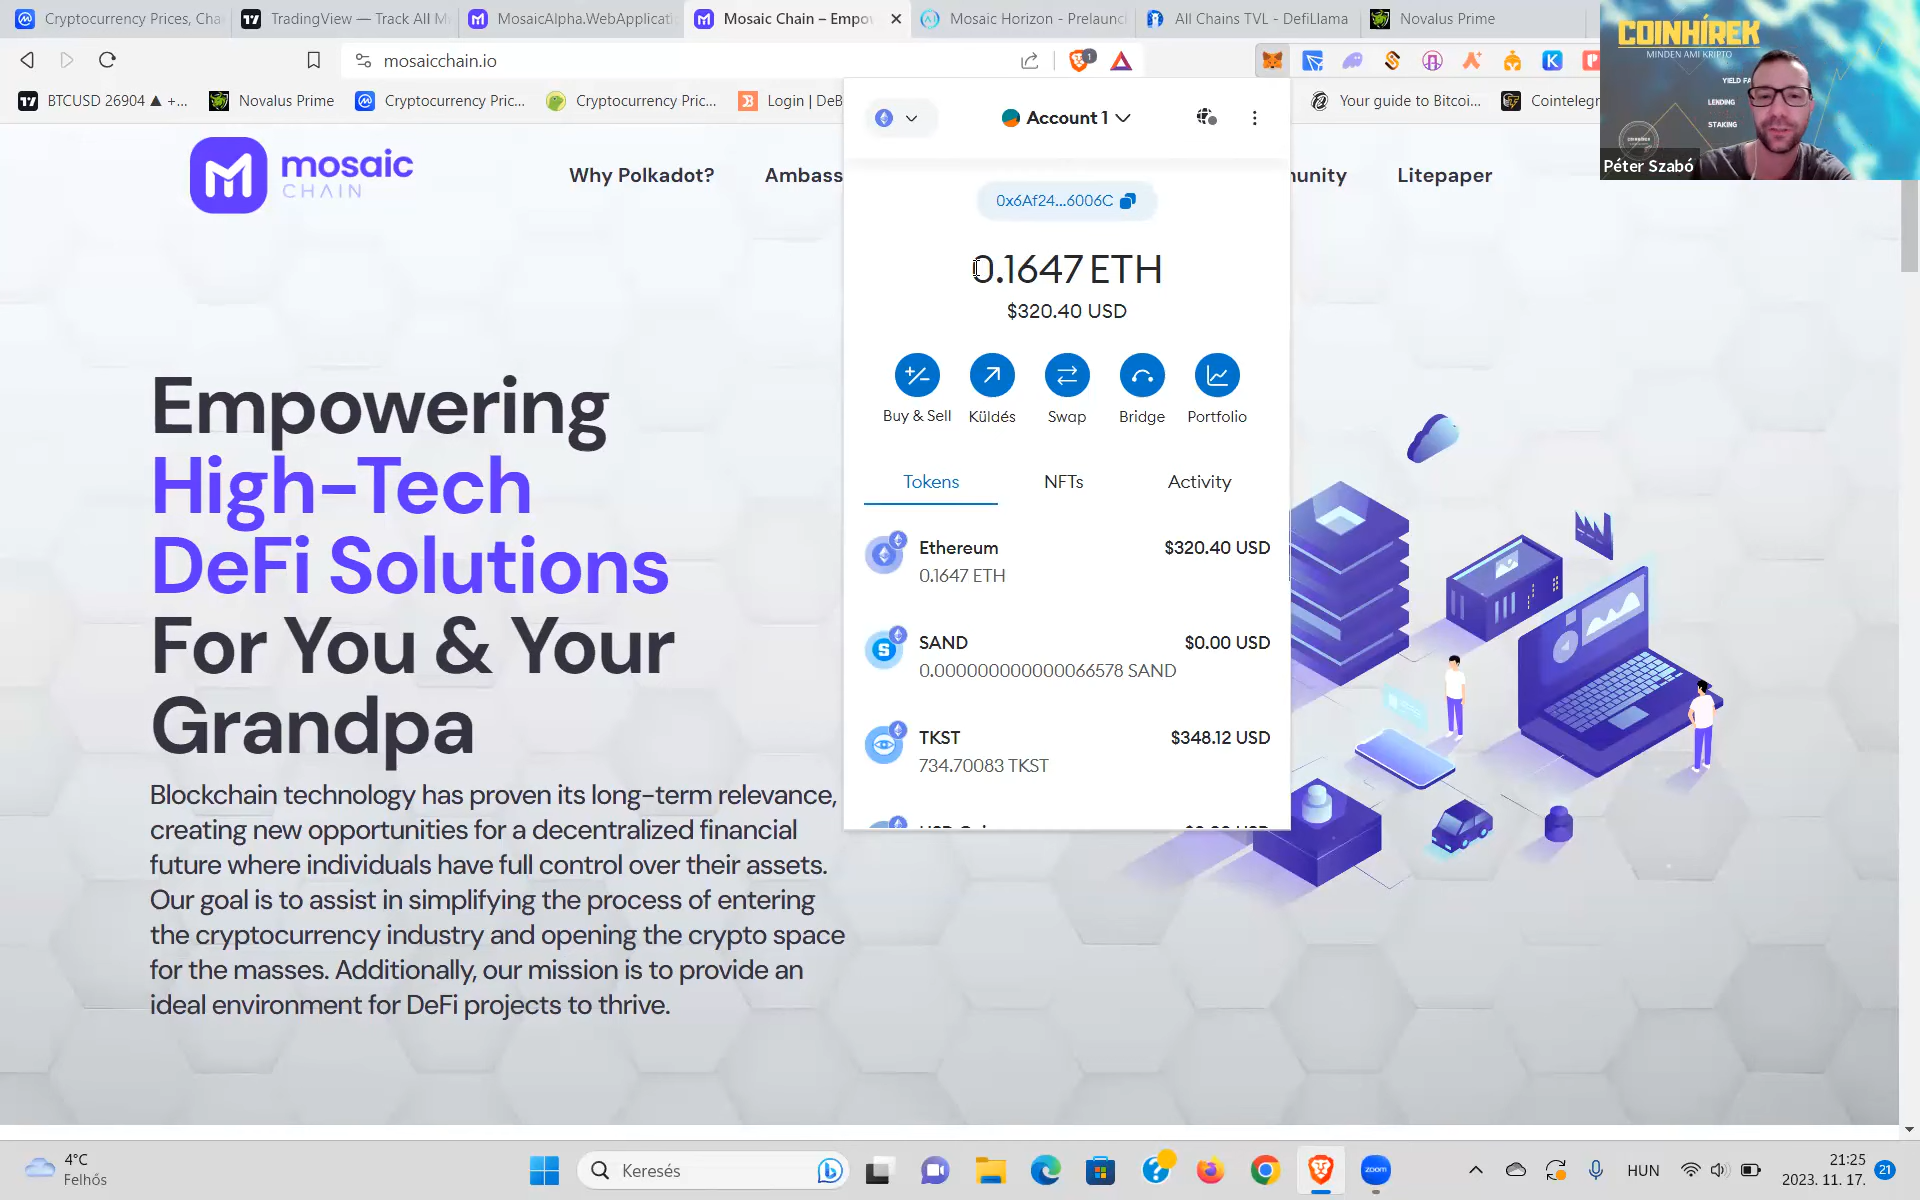 Cryptocurrency Prices, Cha
TradingView — Track All M
MosaicAlpha.WebApplicati
Mosaic Chain – Empo
Mosaic Horizon - Prelaunch
All Chains TVL - DefiLlama
Novalus Prime
mosaicchain.io
1
BTCUSD 26904 ▲ +...
Novalus Prime
Cryptocurrency Pric...
Cryptocurrency Pric...
Login | DeB
Your guide to Bitcoi...
Cointelegr
COINHÍREK
MINDEN AMI KRIPTO
YIELD FA
LENDING
STAKING
Péter Szabó
mosaic
CHAIN
Why Polkadot?
Ambass
unity
Litepaper
Account 1
0x6Af24...6006C
0.1647 ETH
$320.40 USD
Buy & Sell
Küldés
Swap
Bridge
Portfolio
Tokens
NFTs
Activity
Ethereum
$320.40 USD
0.1647 ETH
SAND
$0.00 USD
0.000000000000066578 SAND
TKST
$348.12 USD
734.70083 TKST
Empowering
High-Tech
DeFi Solutions
For You & Your
Grandpa
Blockchain technology has proven its long-term relevance,
creating new opportunities for a decentralized financial
future where individuals have full control over their assets.
Our goal is to assist in simplifying the process of entering
the cryptocurrency industry and opening the crypto space
for the masses. Additionally, our mission is to provide an
ideal environment for DeFi projects to thrive.
4°C
Felhős
Keresés
zoom
HUN
21:25
2023. 11. 17.
21